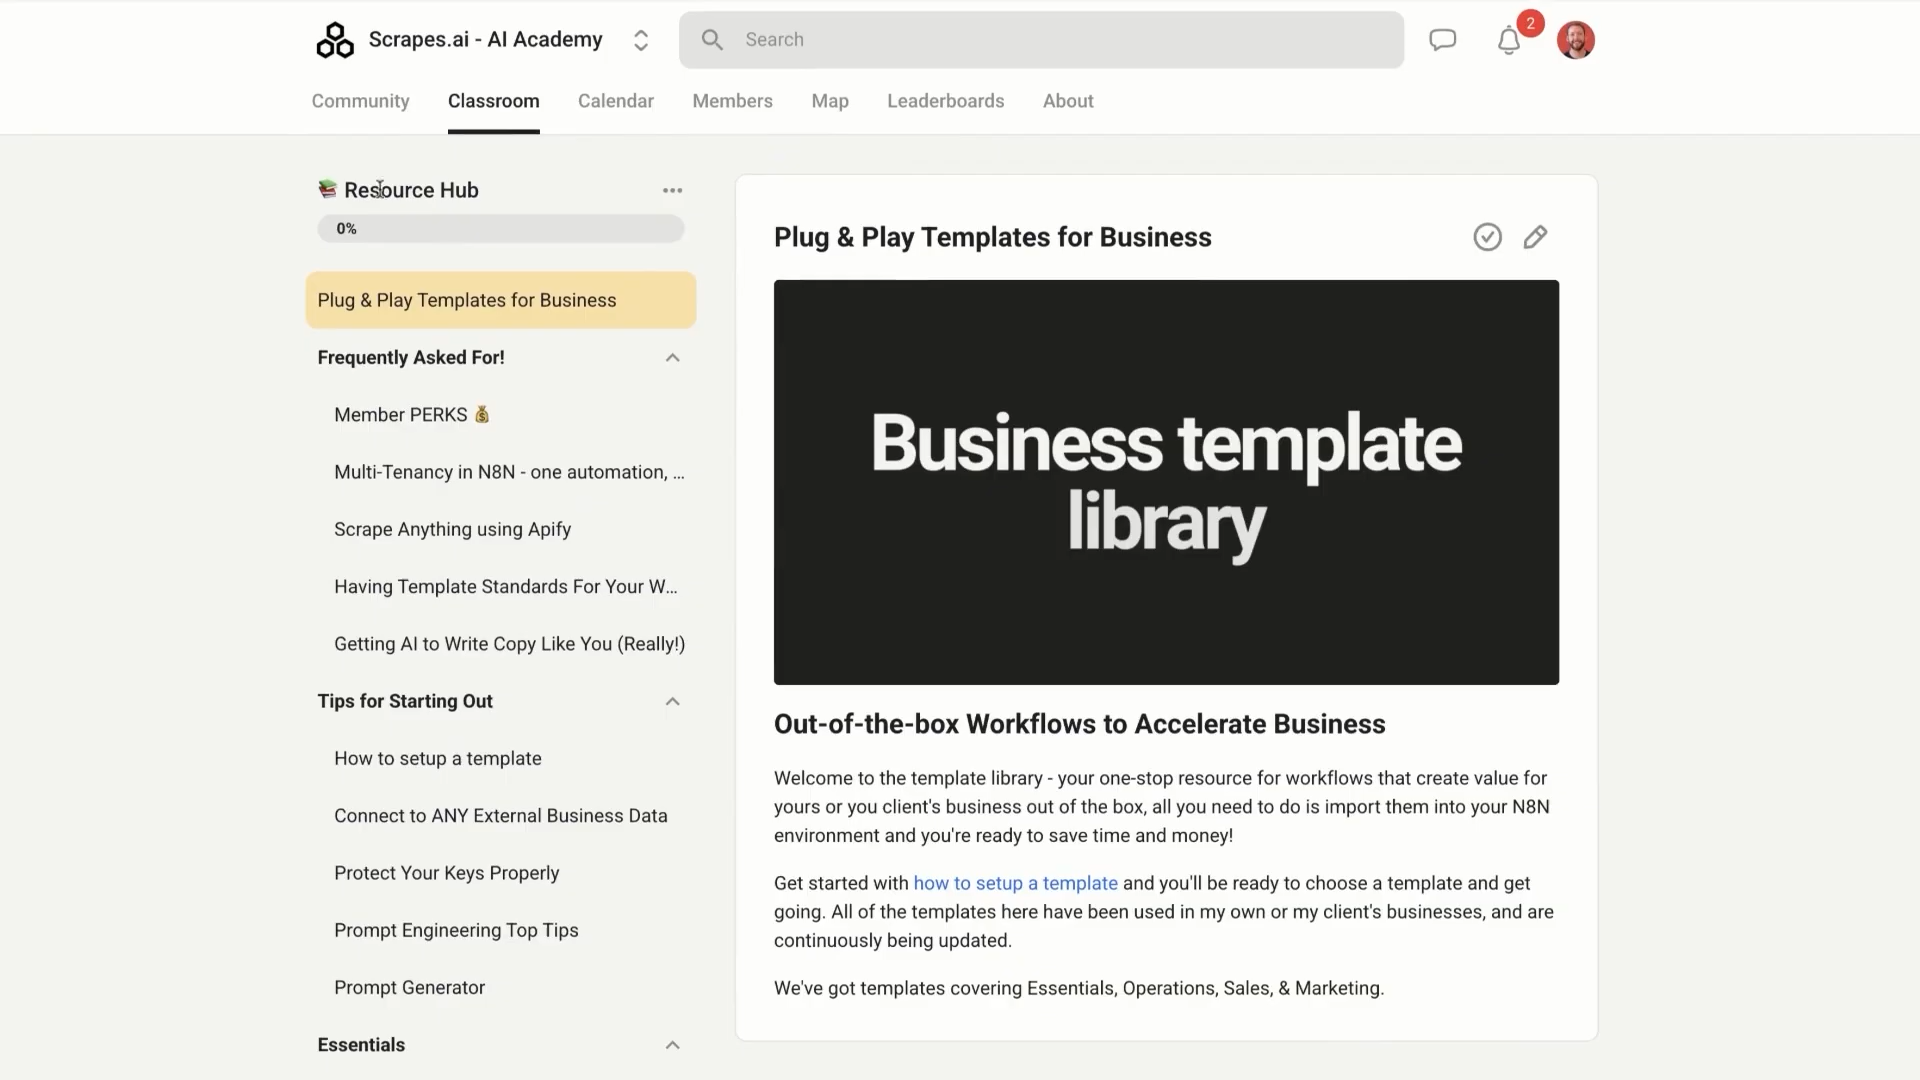 Scrapes.ai - AI Academy
Search
2
Community
Classroom
Calendar
Members
Map
Leaderboards
About
Resource Hub
0%
Plug & Play Templates for Business
Frequently Asked For!
Member PERKS
Multi-Tenancy in N8N - one automation, ...
Scrape Anything using Apify
Having Template Standards For Your W...
Getting AI to Write Copy Like You (Really!)
Tips for Starting Out
How to setup a template
Connect to ANY External Business Data
Protect Your Keys Properly
Prompt Engineering Top Tips
Prompt Generator
Essentials
Plug & Play Templates for Business
Business template
library
Out-of-the-box Workflows to Accelerate Business
Welcome to the template library - your one-stop resource for workflows that create value for
yours or you client's business out of the box, all you need to do is import them into your N8N
environment and you're ready to save time and money!
Get started with how to setup a template and you'll be ready to choose a template and get
going. All of the templates here have been used in my own or my client's businesses, and are
continuously being updated.
We've got templates covering Essentials, Operations, Sales, & Marketing.